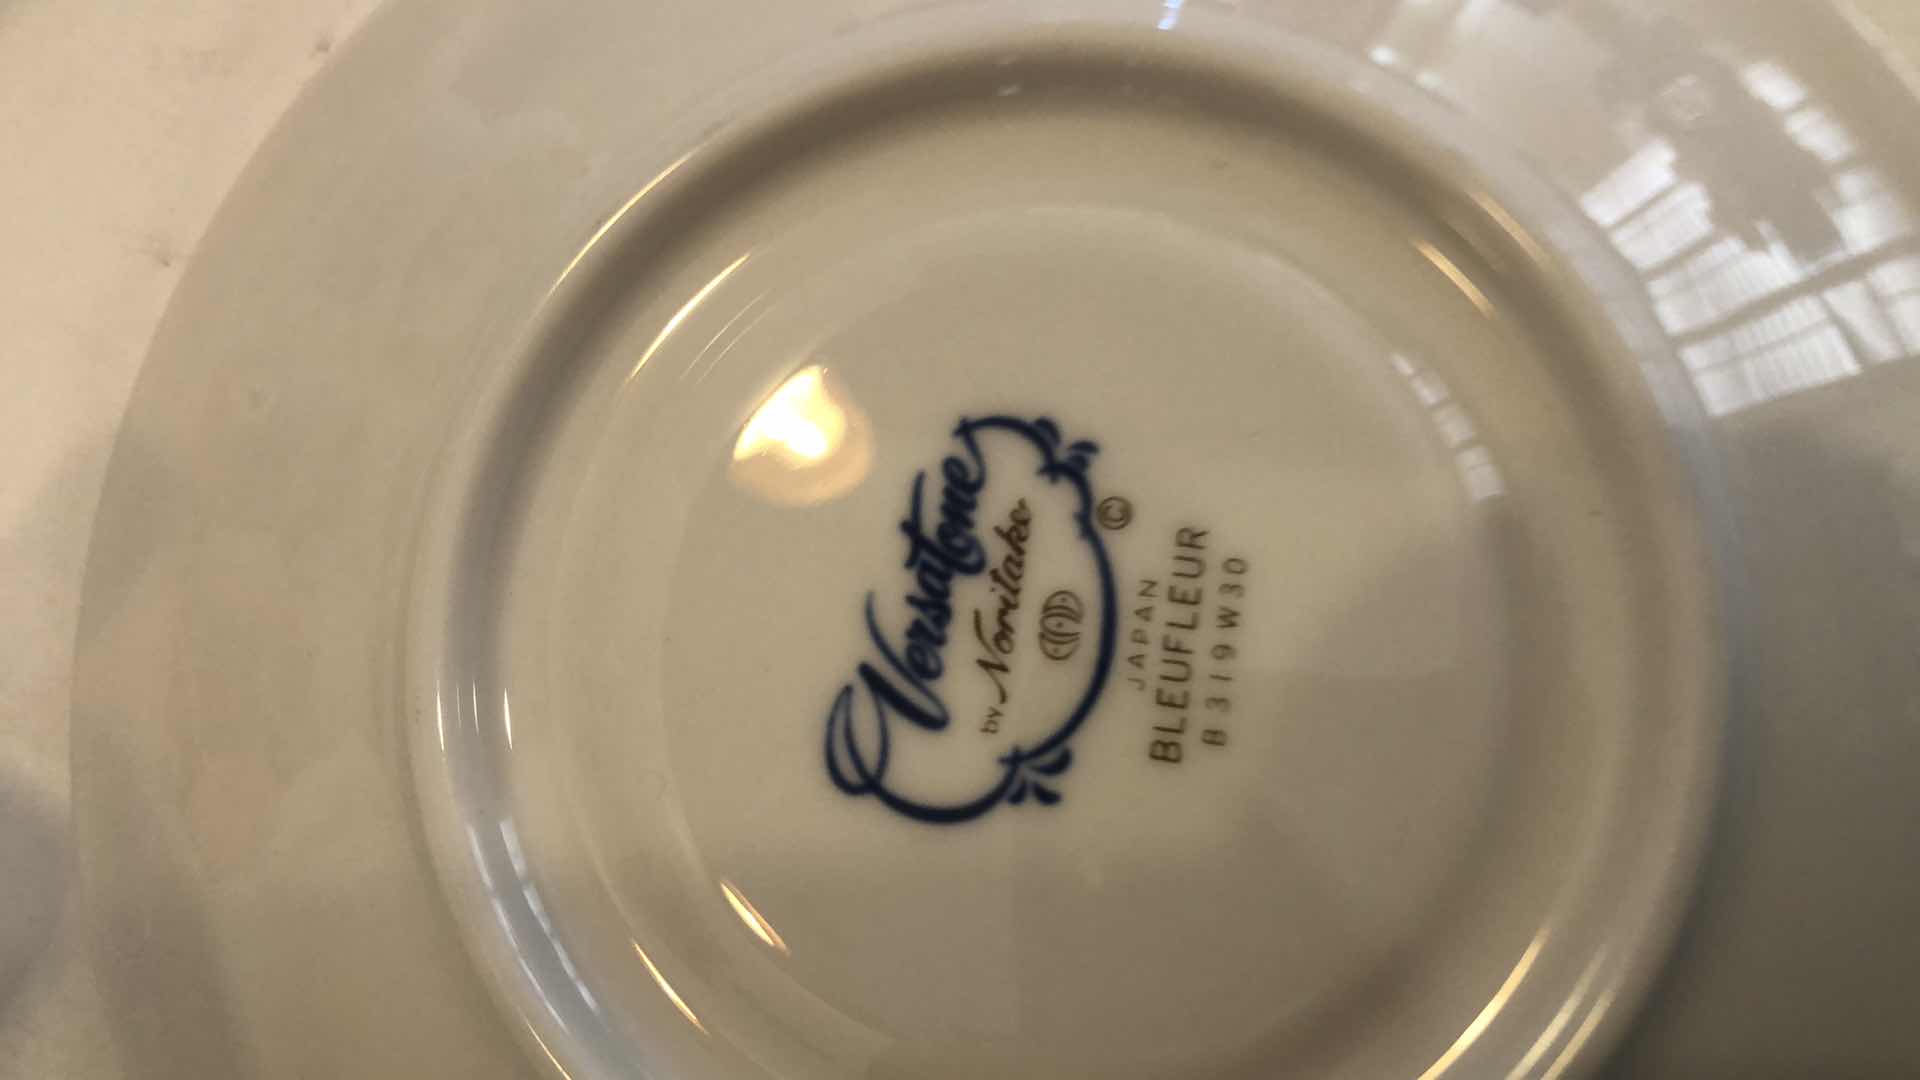 Versatone
by Noritake
©
JAPAN
BLEUFLEUR
B319W30